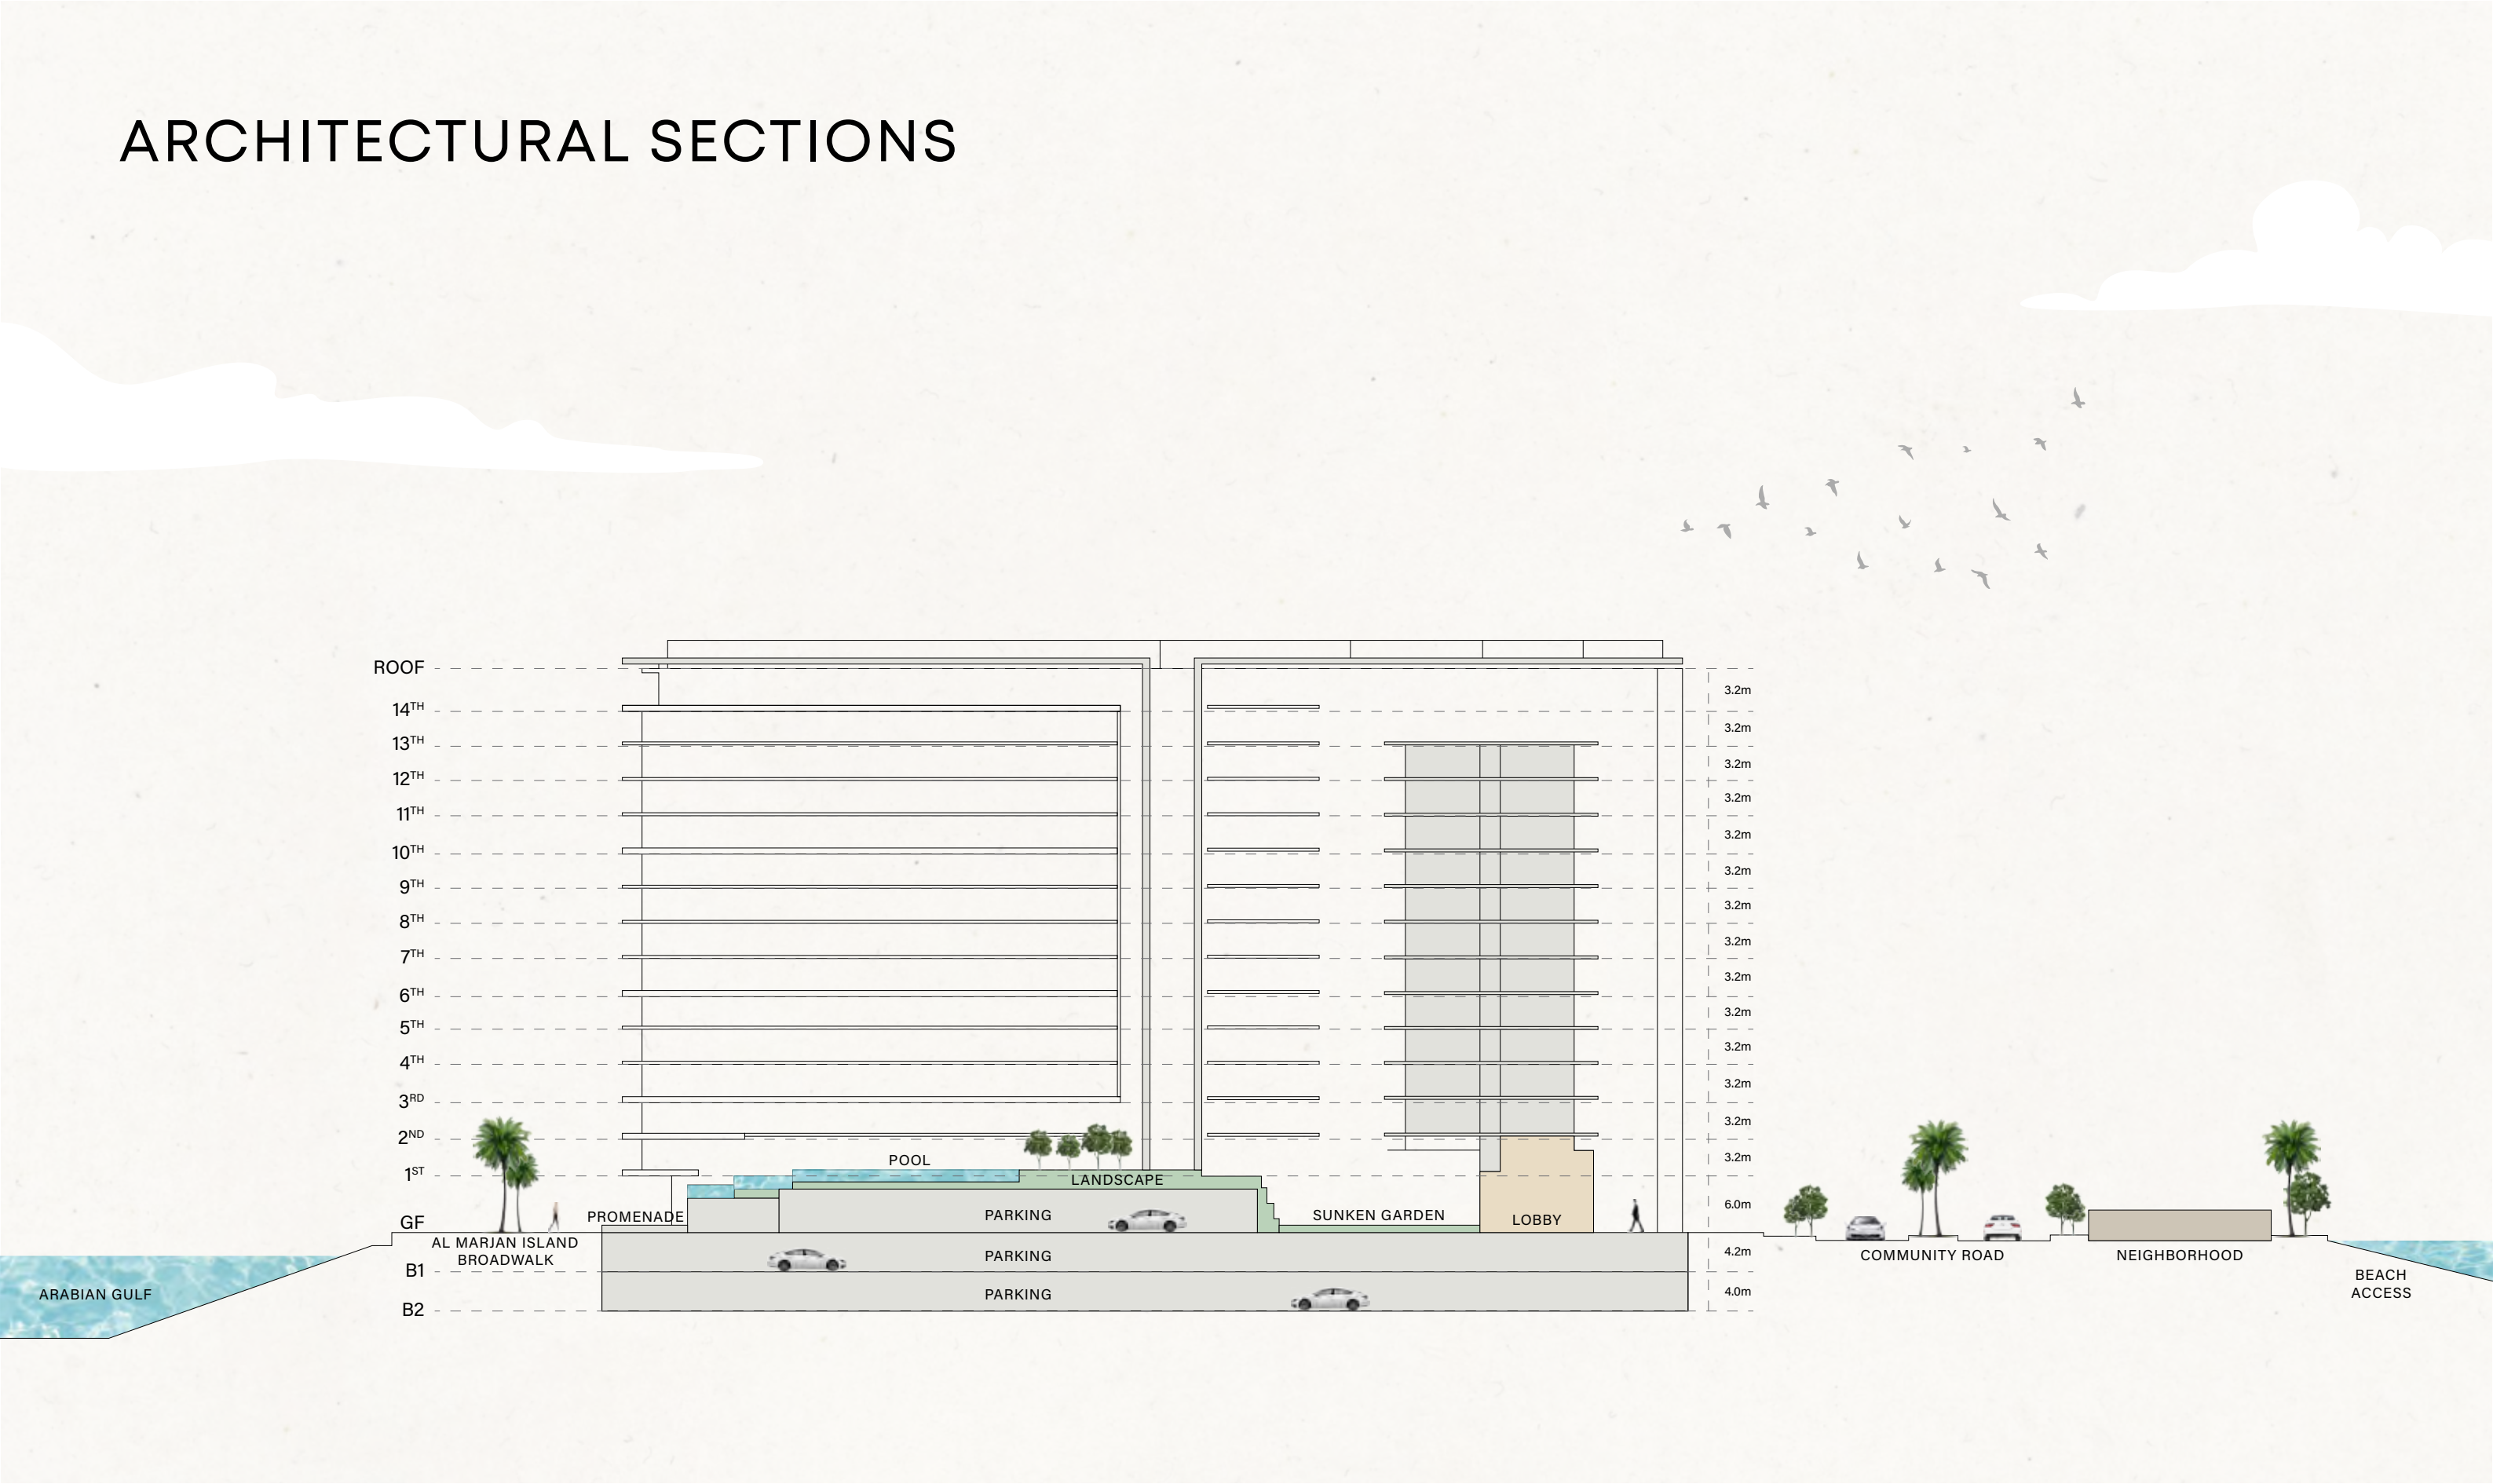 ARCHITECTURAL SECTIONS
ROOF
3.2m
14TH
3.2m
13TH
3.2m
12TH
3.2m
11TH
3.2m
10TH
3.2m
9TH
3.2m
8TH
3.2m
7TH
3.2m
6TH
3.2m
5TH
3.2m
4TH
3.2m
3RD
3.2m
2ND
3.2m
POOL
1ST
LANDSCAPE
6.0m
PROMENADE
PARKING
SUNKEN GARDEN
LOBBY
GF
AL MARJAN ISLAND
BROADWALK
PARKING
4.2m
COMMUNITY ROAD
NEIGHBORHOOD
B1
BEACH
ACCESS
ARABIAN GULF
PARKING
4.0m
B2